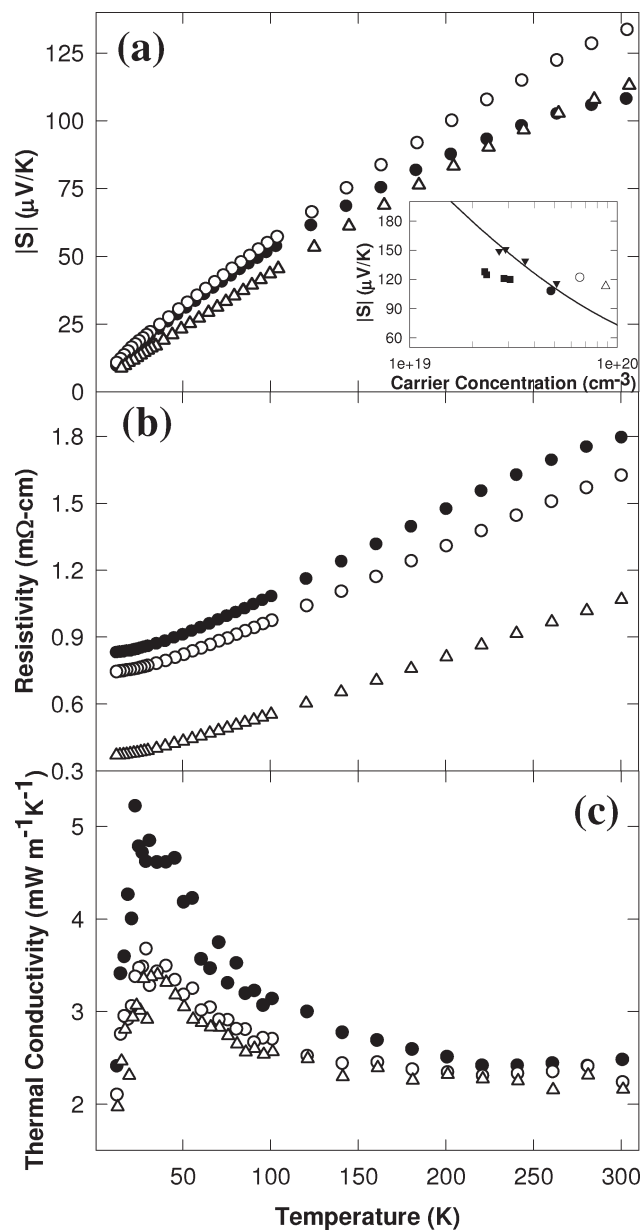 (a)
125
100
75
50
25
0
|S| (μV/K)
180
150
120
90
60
|S| (μV/K)
1e+19 1e+20
Carrier Concentration (cm-3)
(b)
1.8
1.5
1.2
0.9
0.6
0.3
Resistivity (mΩ-cm)
(c)
5
4
3
2
Thermal Conductivity (mW m-1K-1)
50 100 150 200 250 300
Temperature (K)